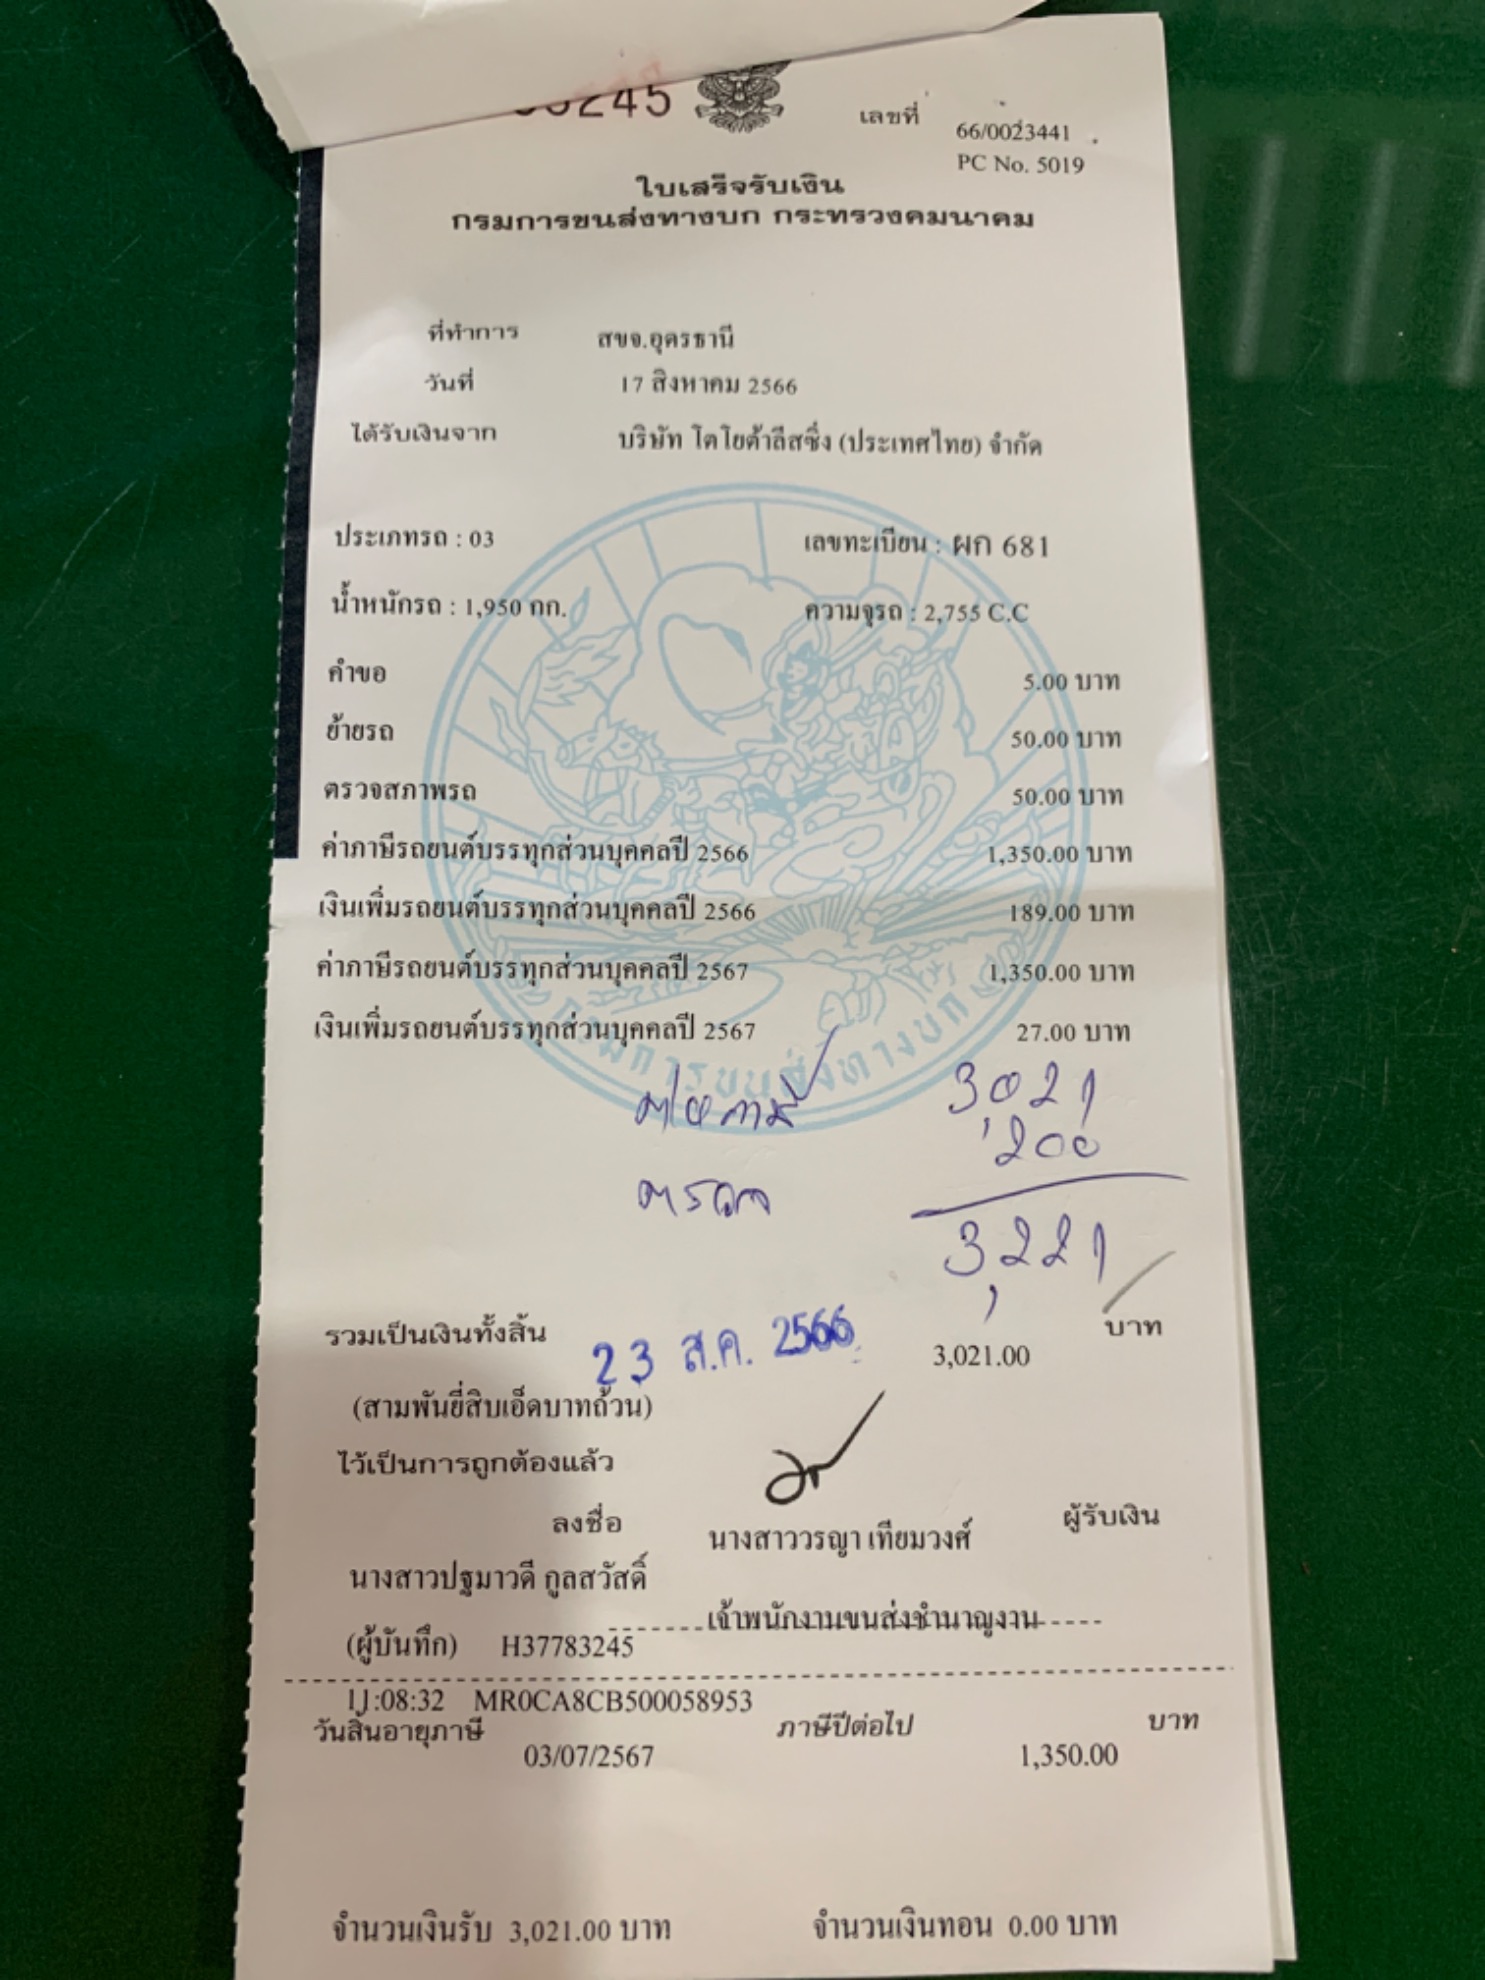 245
เลขที่ 66/0023441
PC No. 5019
ใบเสร็จรับเงิน
กรมการขนส่งทางบก กระทรวงคมนาคม
ที่ทำการ สขจ.อุดรธานี
วันที่ 17 สิงหาคม 2566
ได้รับเงินจาก บริษัท โตโยต้าลีสซิ่ง (ประเทศไทย) จำกัด
ประเภทรถ : 03 เลขทะเบียน : ผก 681
น้ำหนักรถ : 1,950 กก. ความจุรถ : 2,755 C.C
คำขอ 5.00 บาท
ย้ายรถ 50.00 บาท
ตรวจสภาพรถ 50.00 บาท
ค่าภาษีรถยนต์บรรทุกส่วนบุคคลปี 2566 1,350.00 บาท
เงินเพิ่มรถยนต์บรรทุกส่วนบุคคลปี 2566 189.00 บาท
ค่าภาษีรถยนต์บรรทุกส่วนบุคคลปี 2567 1,350.00 บาท
เงินเพิ่มรถยนต์บรรทุกส่วนบุคคลปี 2567 27.00 บาท
กรมการขนส่งทางบก
3,021
ตรวจ 200
3,221
รวมเป็นเงินทั้งสิ้น 23 ส.ค. 2566 3,021.00 บาท
(สามพันยี่สิบเอ็ดบาทถ้วน)
ไว้เป็นการถูกต้องแล้ว
ลงชื่อ นางสาววรญา เทียมวงศ์ ผู้รับเงิน
นางสาวปฐมาวดี กูลสวัสดิ์
เจ้าพนักงานขนส่งชำนาญงาน
(ผู้บันทึก) H37783245
11:08:32 MR0CA8CB500058953
วันสิ้นอายุภาษี 03/07/2567 ภาษีปีต่อไป 1,350.00 บาท
จำนวนเงินรับ 3,021.00 บาท จำนวนเงินทอน 0.00 บาท